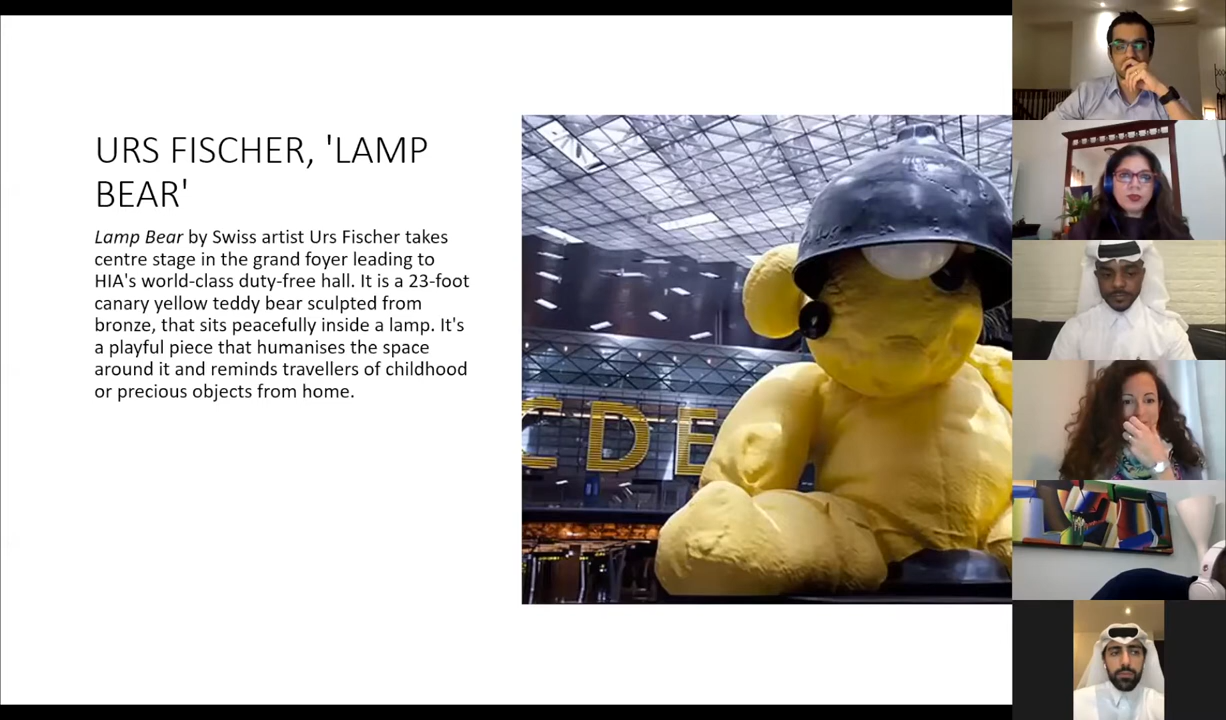 URS FISCHER, 'LAMP
BEAR'
Lamp Bear by Swiss artist Urs Fischer takes
centre stage in the grand foyer leading to
HIA's world-class duty-free hall. It is a 23-foot
canary yellow teddy bear sculpted from
bronze, that sits peacefully inside a lamp. It's
a playful piece that humanises the space
around it and reminds travellers of childhood
or precious objects from home.
C D E